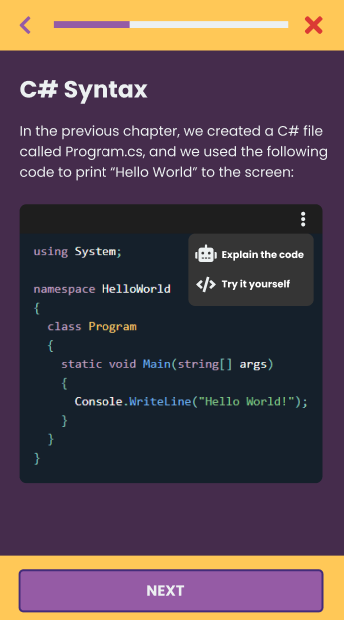 C# Syntax
In the previous chapter, we created a C# file
called Program.cs, and we used the following
code to print “Hello World” to the screen:
Explain the code
Try it yourself
using System;
namespace HelloWorld
{
  class Program
  {
    static void Main(string[] args)
    {
      Console.WriteLine("Hello World!");
    }
  }
}
NEXT